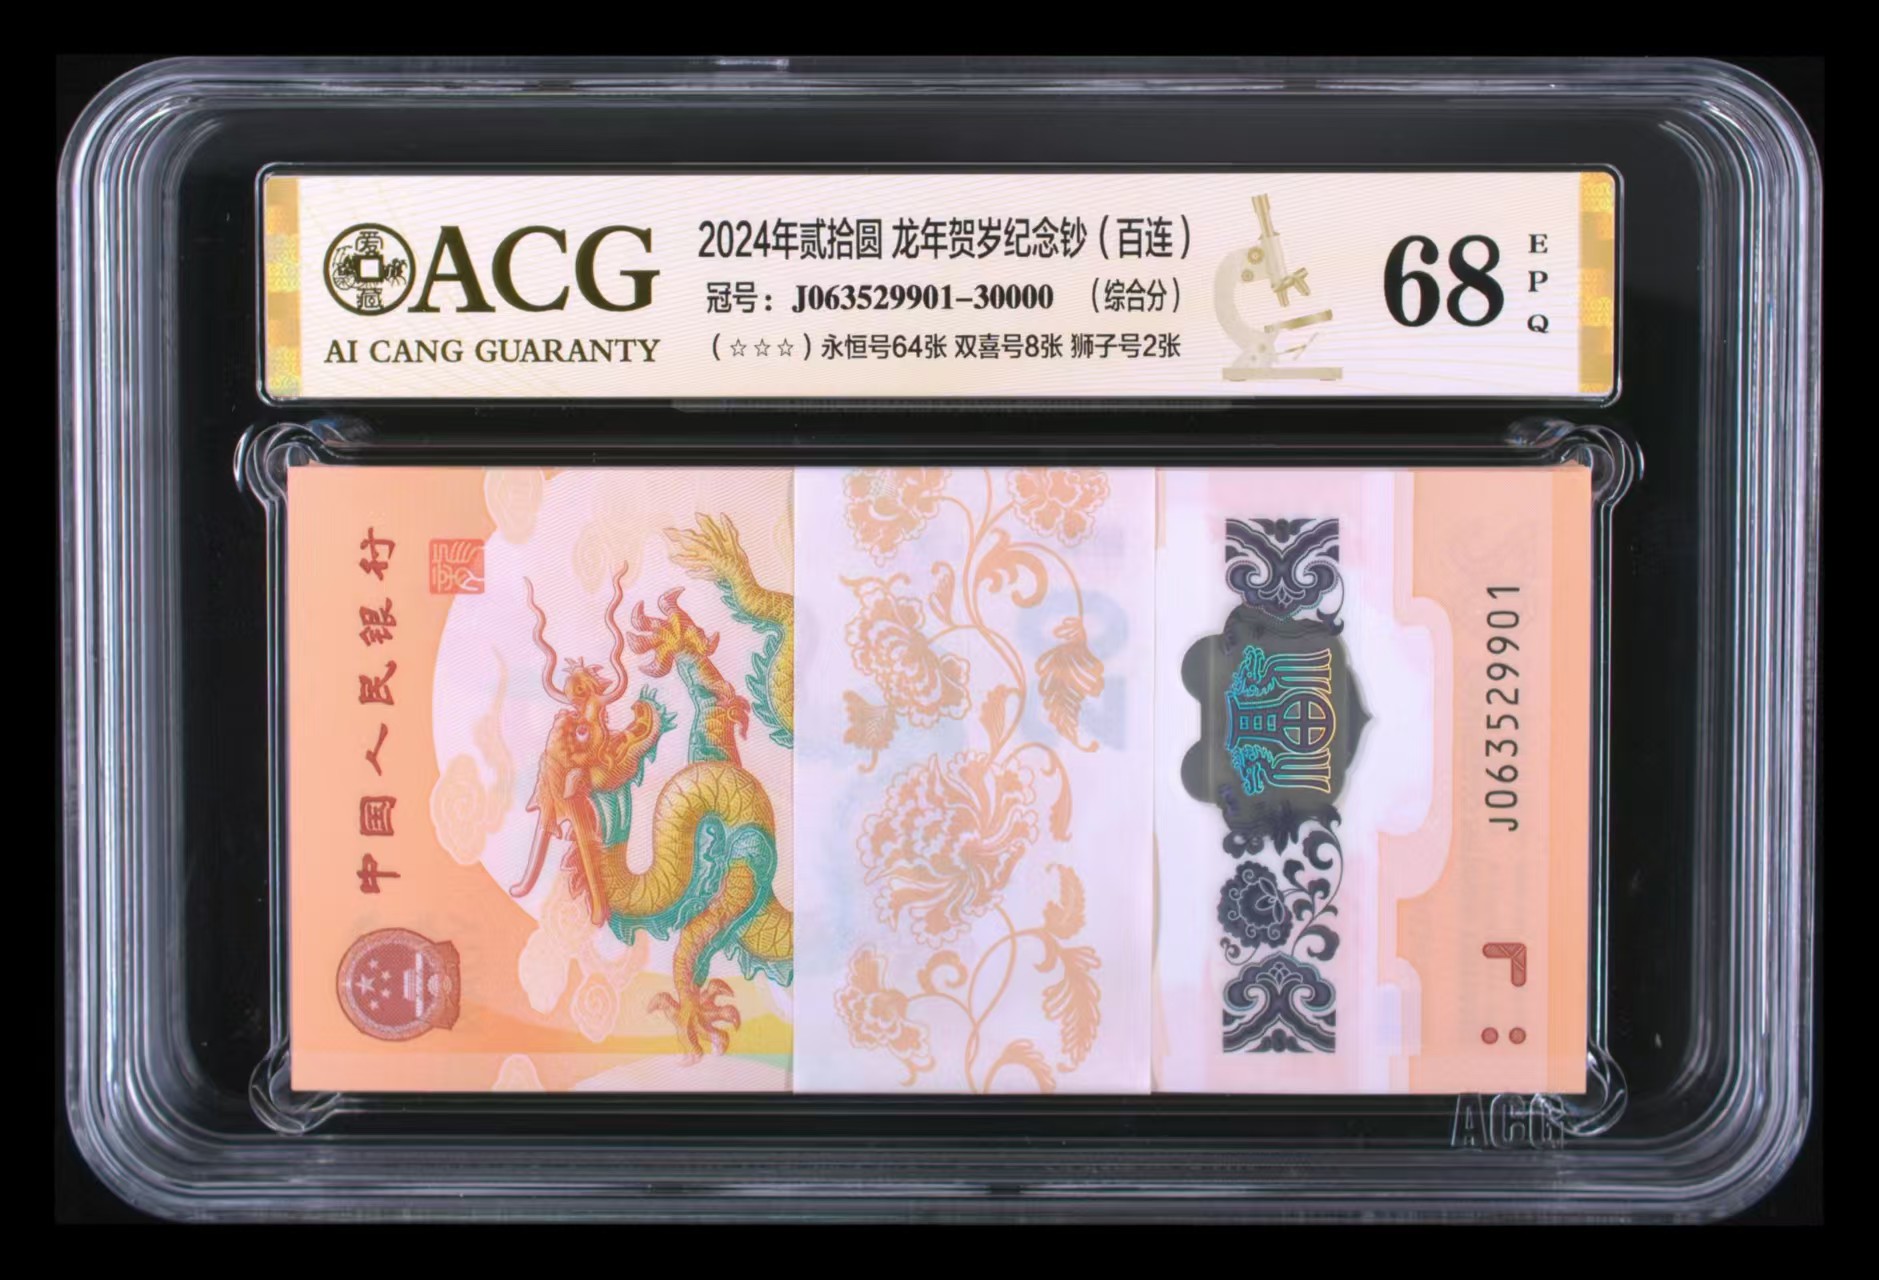 ACG
AI CANG GUARANTY
爱
藏
2024年贰拾圆 龙年贺岁纪念钞（百连）
冠号：J063529901-30000 （综合分）
（☆☆☆）永恒号64张 双喜号8张 狮子号2张
68
E
P
Q
中国人民银行
J063529901
ACG